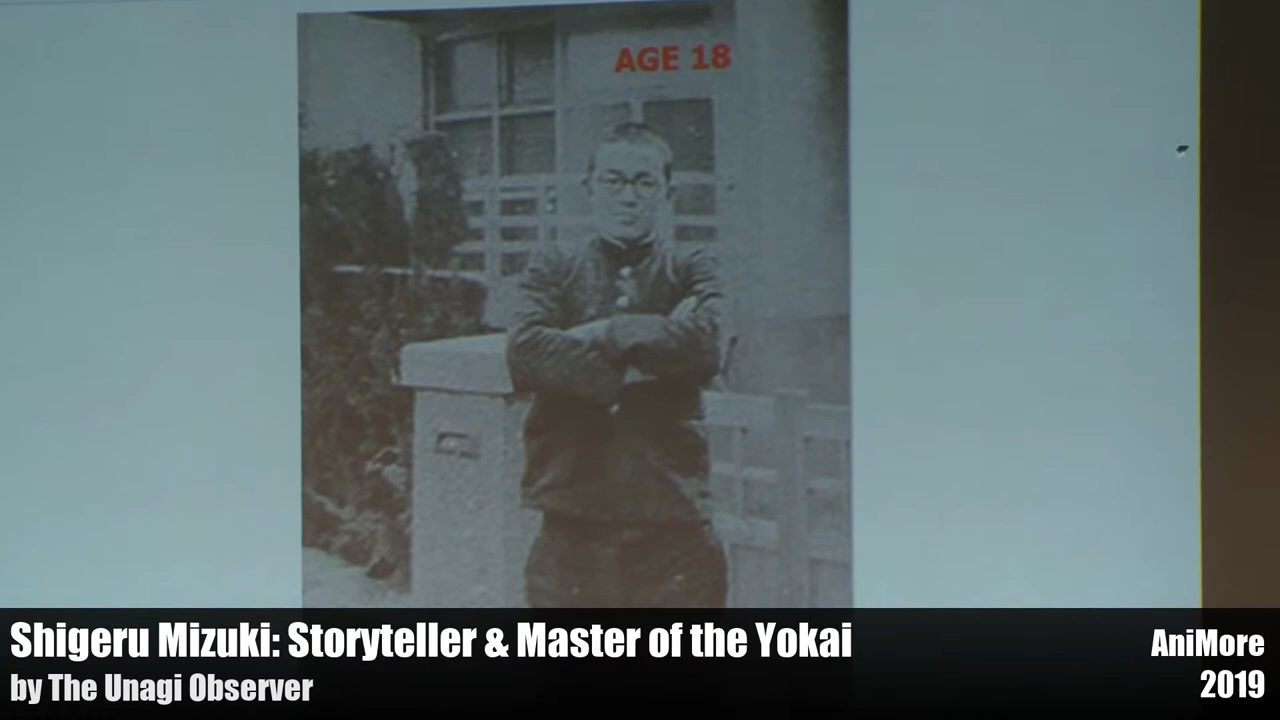 AGE 18
Shigeru Mizuki: Storyteller & Master of the Yokai
by The Unagi Observer
AniMore
2019